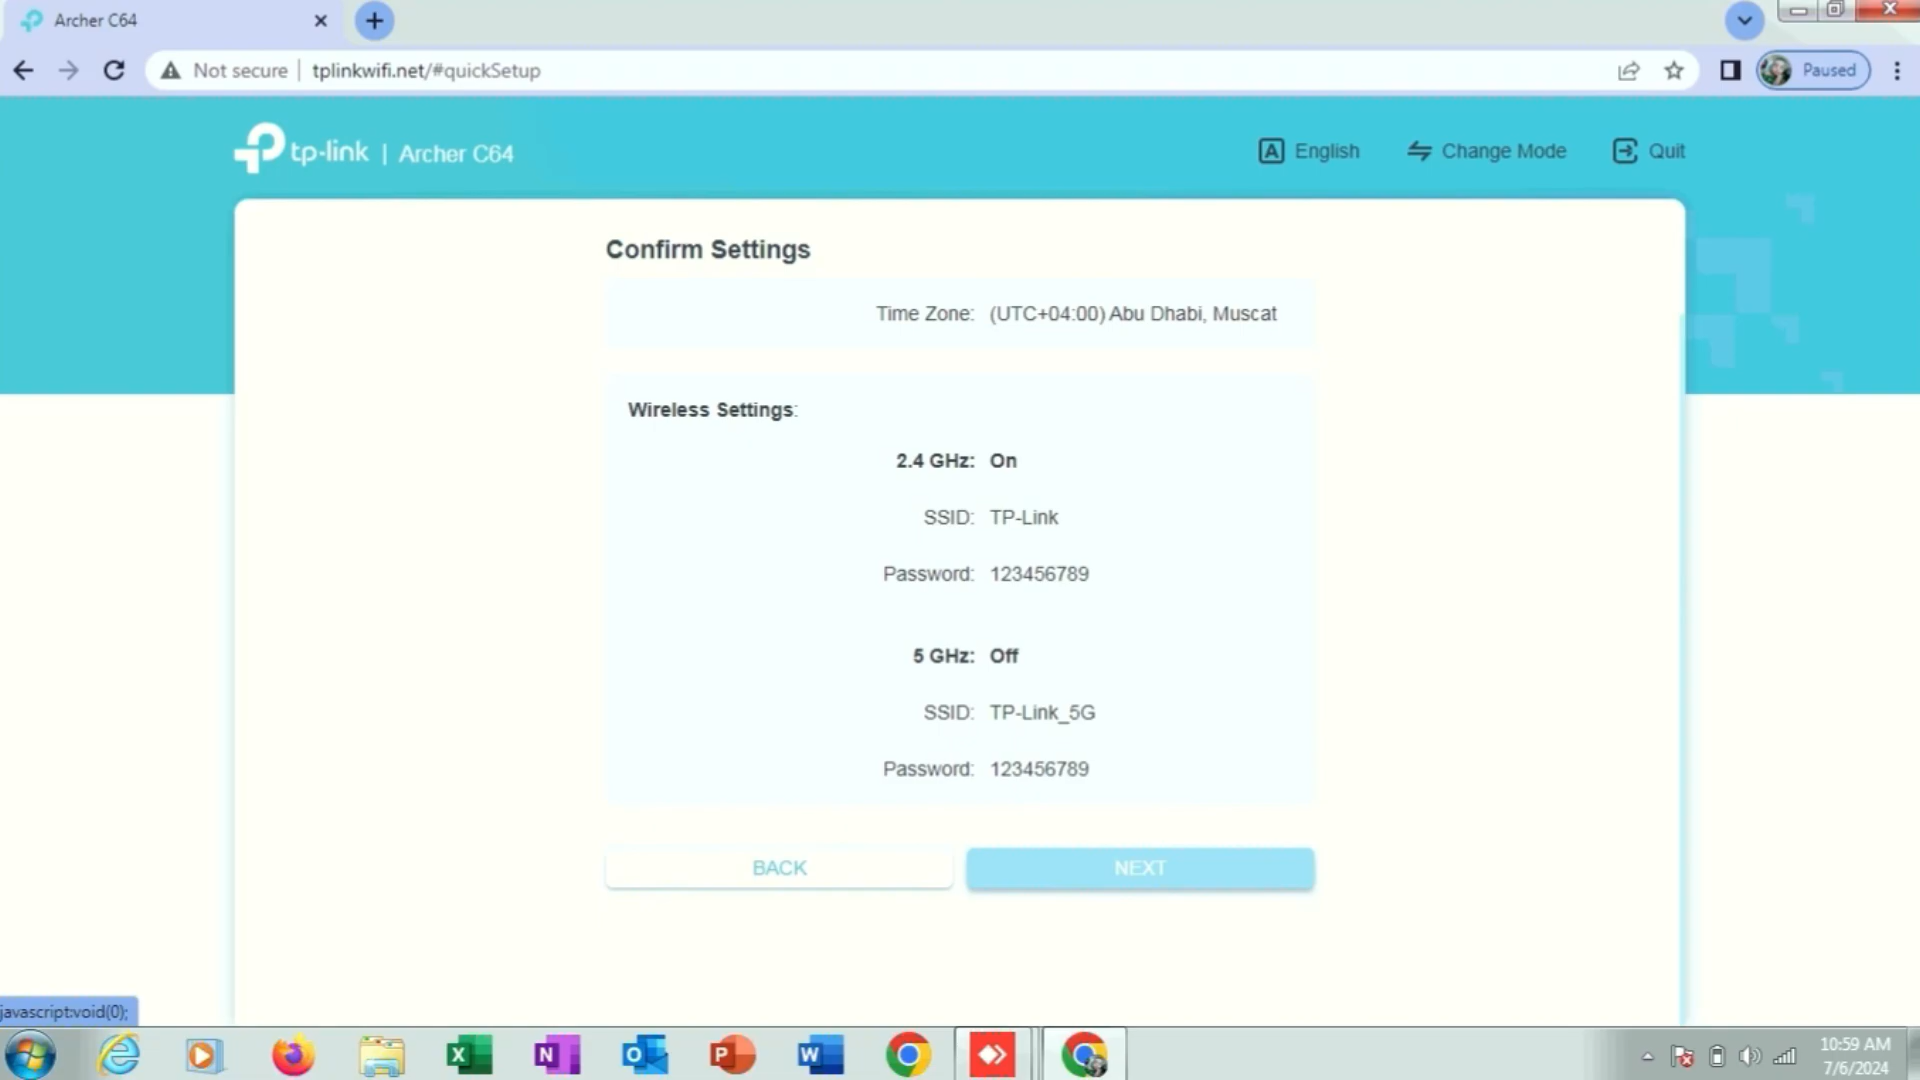 Archer C64
Not secure | tplinkwifi.net/#quickSetup
Paused
tp-link | Archer C64
A English
Change Mode
Quit
Confirm Settings
Time Zone: (UTC+04:00) Abu Dhabi, Muscat
Wireless Settings:
2.4 GHz: On
SSID: TP-Link
Password: 123456789
5 GHz: Off
SSID: TP-Link_5G
Password: 123456789
BACK
NEXT
javascript:void(0);
10:59 AM
7/6/2024